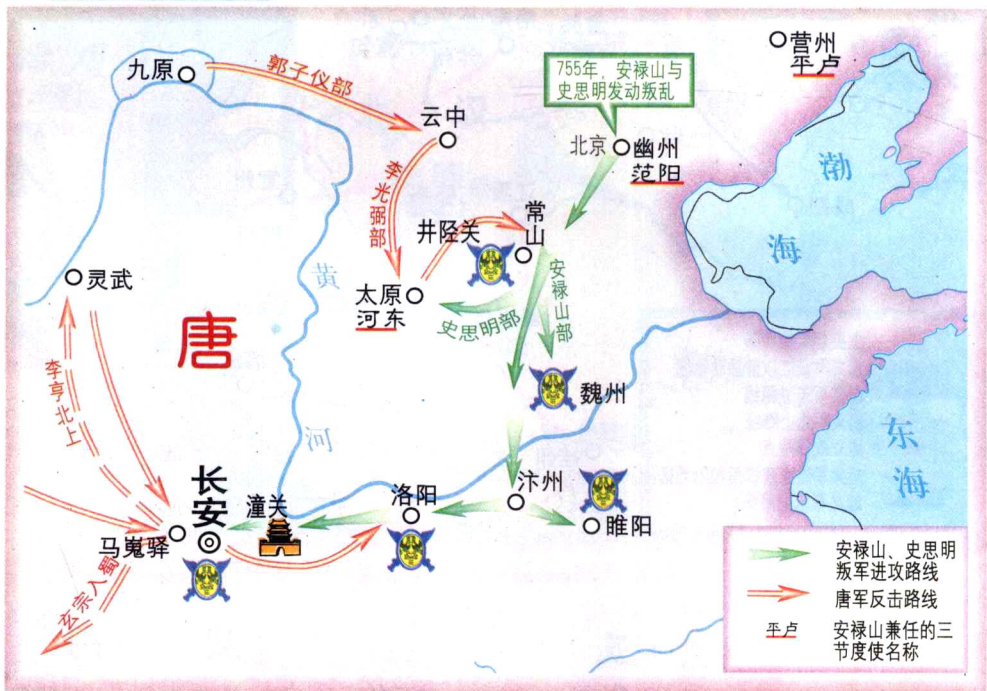 九原
郭子仪部
云中
755年，安禄山与
史思明发动叛乱
营州
平卢
北京
幽州
范阳
渤
海
李光弼部
井陉关
常山
灵武
黄
河
太原
河东
史思明部
安禄山部
唐
魏州
东
海
李亨北上
长安
潼关
洛阳
汴州
睢阳
马嵬驿
玄宗入蜀
安禄山、史思明
叛军进攻路线
唐军反击路线
平卢
安禄山兼任的三
节度使名称